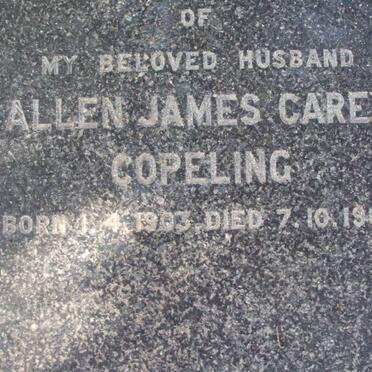 OF
MY BELOVED HUSBAND
ALLEN JAMES CARE
COPELING
BORN 1.4.1903. DIED 7.10.19